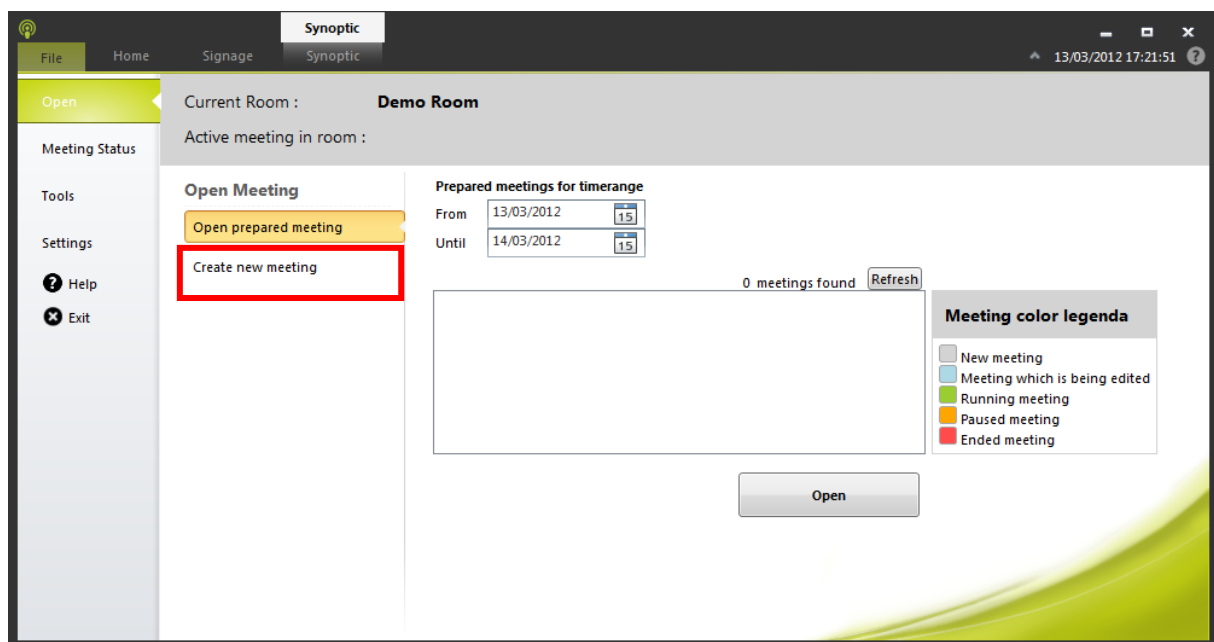 Synoptic
File Home Signage Synoptic
13/03/2012 17:21:51 ?
Open
Meeting Status
Tools
Settings
? Help
Exit
Current Room : Demo Room
Active meeting in room :
Open Meeting
Open prepared meeting
Create new meeting
Prepared meetings for timerange
From 13/03/2012 15
Until 14/03/2012 15
0 meetings found Refresh
Open
Meeting color legenda
New meeting
Meeting which is being edited
Running meeting
Paused meeting
Ended meeting